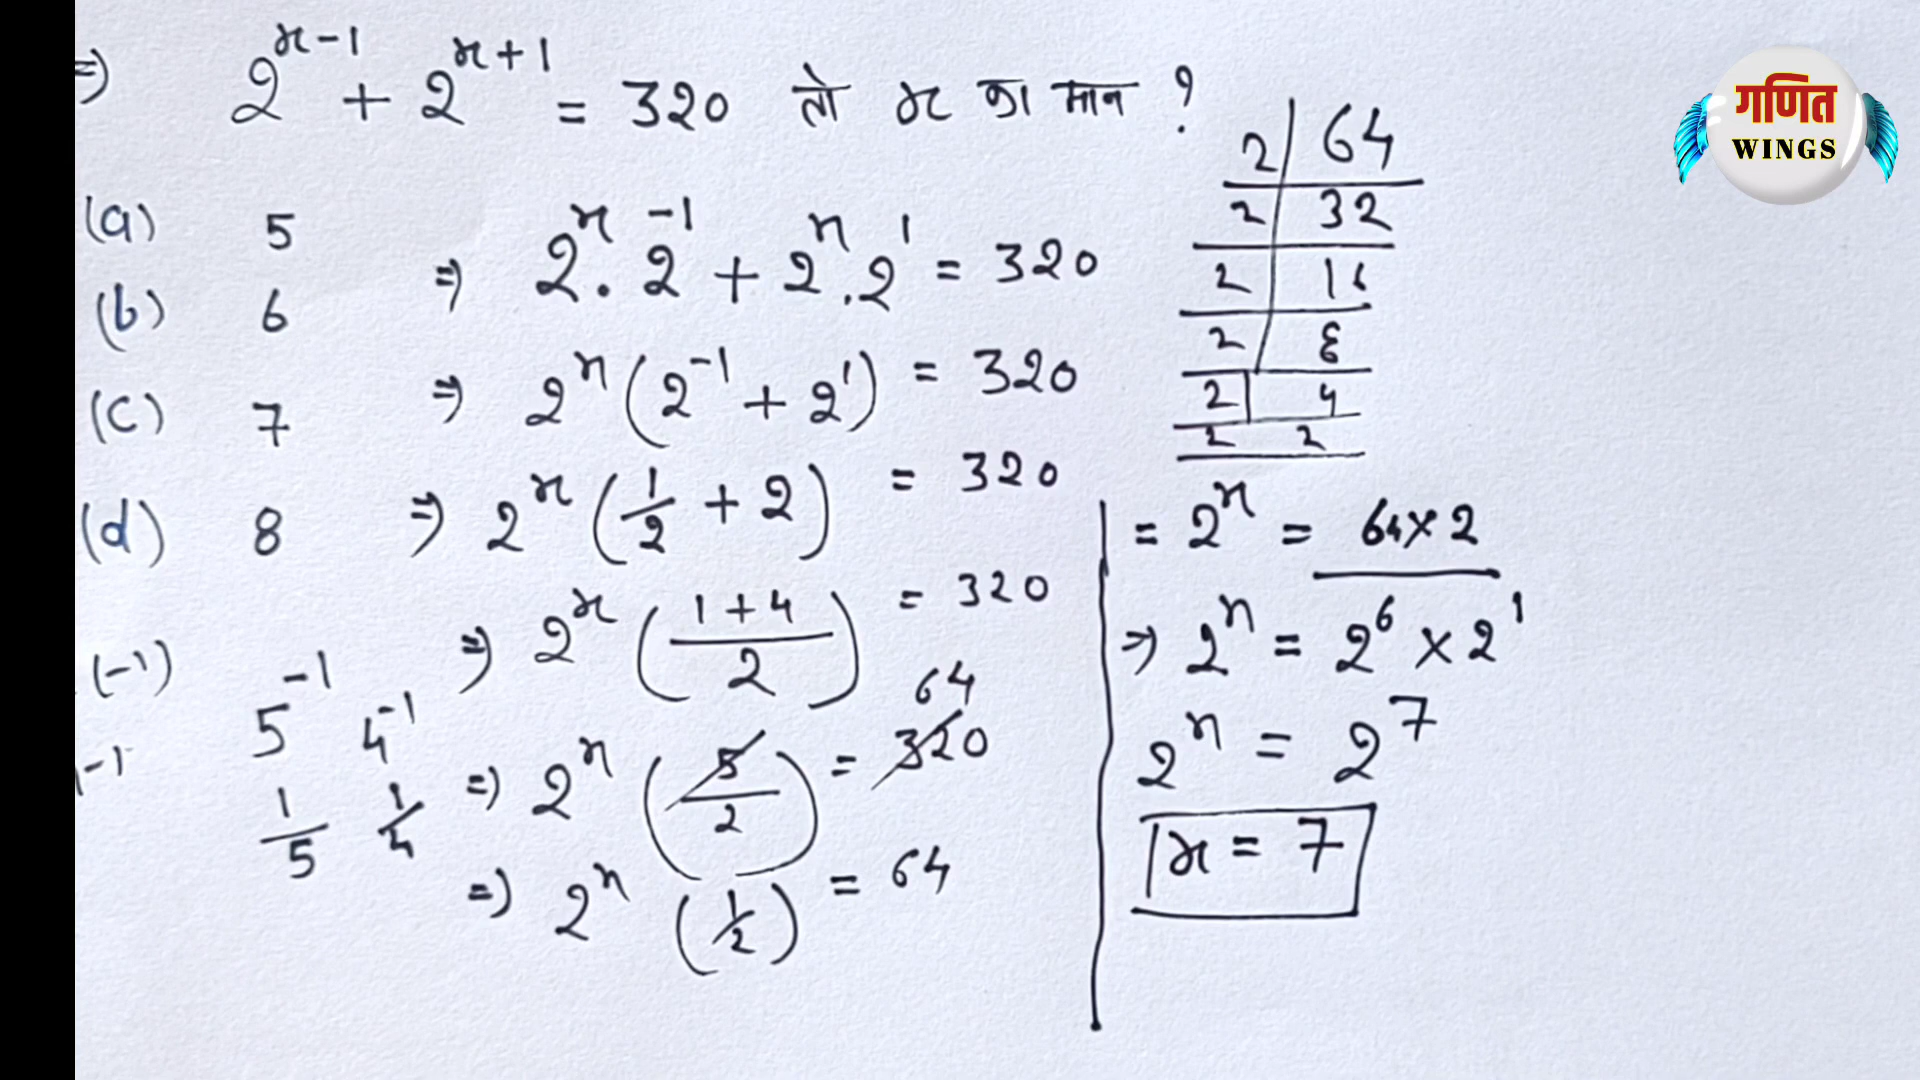 ⇒ 2^(x-1) + 2^(x+1) = 320 तो x का मान ?
(a) 5
(b) 6
(c) 7
(d) 8
(-1)
5^-1 4^-1
-1
1/5 1/4
⇒ 2^x . 2^-1 + 2^x . 2^1 = 320
⇒ 2^x (2^-1 + 2^1) = 320
⇒ 2^x (1/2 + 2) = 320
⇒ 2^x ((1+4)/2) = 320
64
⇒ 2^x (5/2) = 320
⇒ 2^x (1/2) = 64
2 | 64
2 | 32
2 | 16
2 | 8
2 | 4
2 2
= 2^x = 64×2
⇒ 2^x = 2^6 × 2^1
2^x = 2^7
x = 7
गणित
WINGS